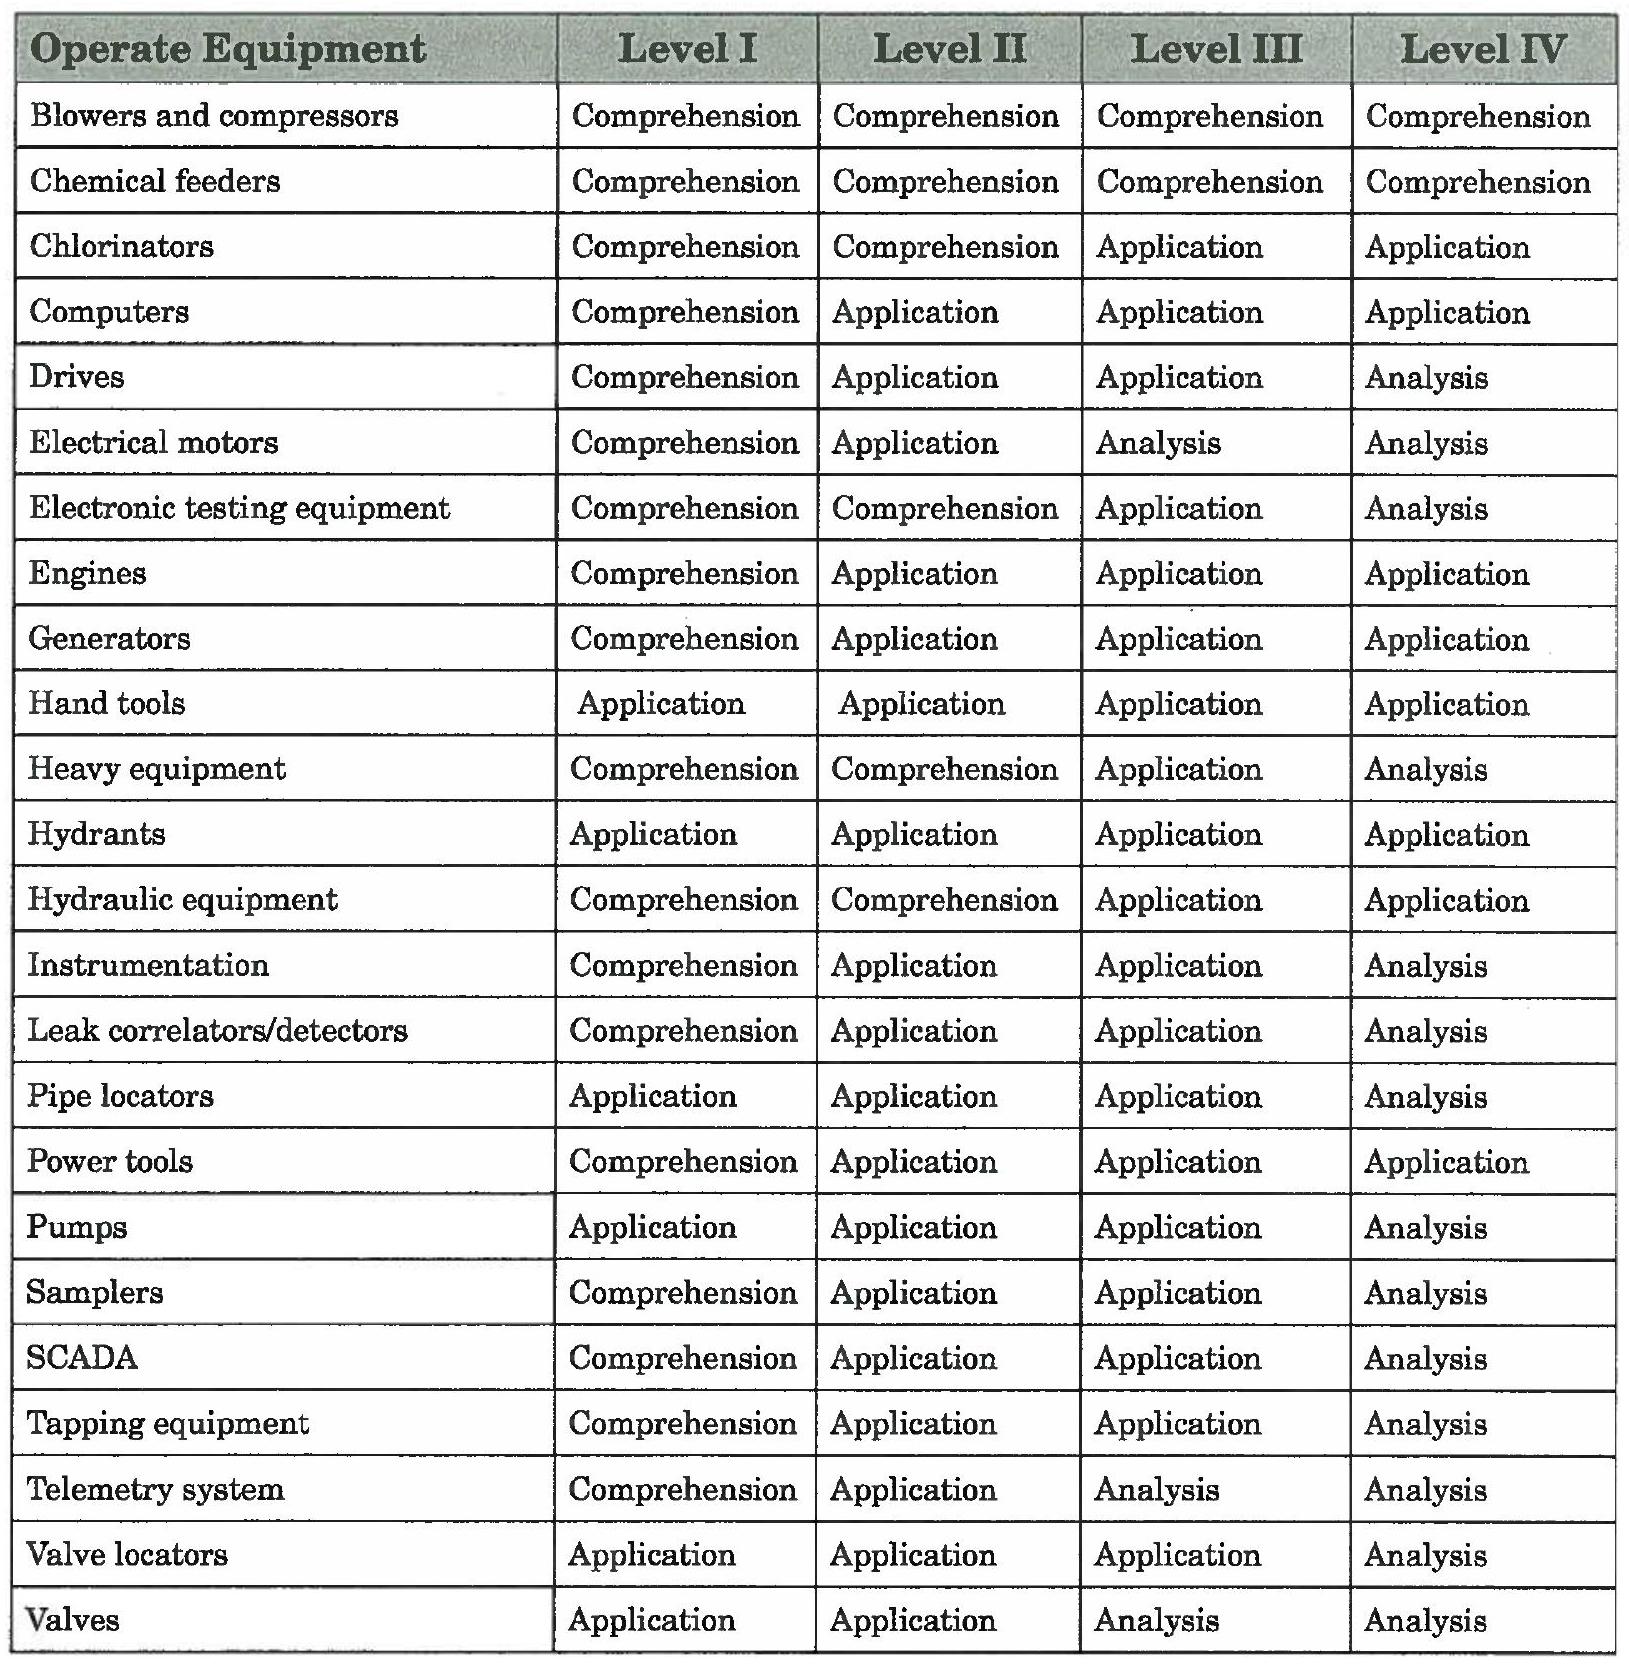 Operate Equipment Level I Level II Level III Level IV
Blowers and compressors Comprehension Comprehension Comprehension Comprehension
Chemical feeders Comprehension Comprehension Comprehension Comprehension
Chlorinators Comprehension Comprehension Application Application
Computers Comprehension Application Application Application
Drives Comprehension Application Application Analysis
Electrical motors Comprehension Application Analysis Analysis
Electronic testing equipment Comprehension Comprehension Application Analysis
Engines Comprehension Application Application Application
Generators Comprehension Application Application Application
Hand tools Application Application Application Application
Heavy equipment Comprehension Comprehension Application Analysis
Hydrants Application Application Application Application
Hydraulic equipment Comprehension Comprehension Application Application
Instrumentation Comprehension Application Application Analysis
Leak correlators/detectors Comprehension Application Application Analysis
Pipe locators Application Application Application Analysis
Power tools Comprehension Application Application Application
Pumps Application Application Application Analysis
Samplers Comprehension Application Application Analysis
SCADA Comprehension Application Application Analysis
Tapping equipment Comprehension Application Application Analysis
Telemetry system Comprehension Application Analysis Analysis
Valve locators Application Application Application Analysis
Valves Application Application Analysis Analysis